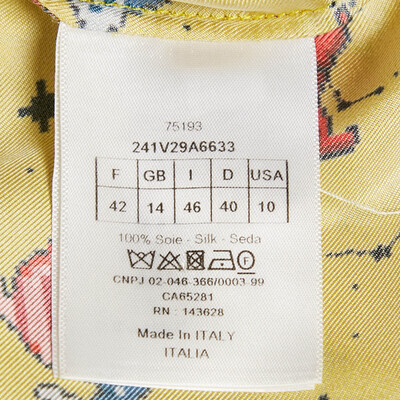 75193
241V29A6633
F GB I D USA
42 14 46 40 10
100% Soie - Silk - Seda
F
CNPJ 02-046-366/0003-99
CA65281
RN : 143628
Made In ITALY
ITALIA